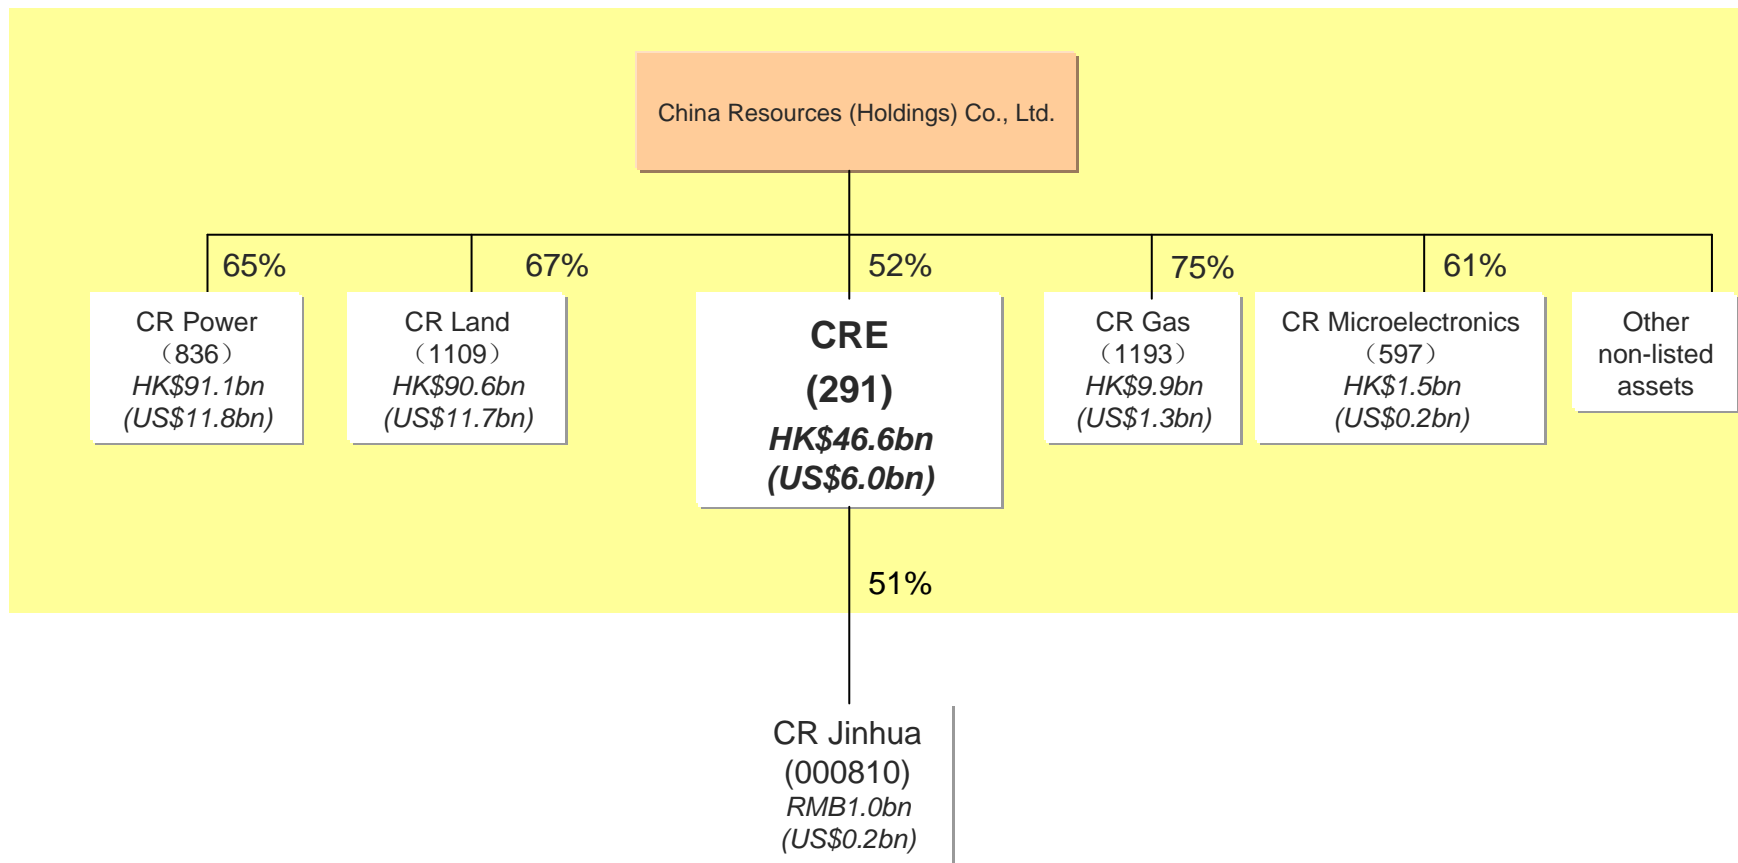 China Resources (Holdings) Co., Ltd.
65%
67%
52%
75%
61%
CR Power
（836）
HK$91.1bn
(US$11.8bn)
CR Land
（1109）
HK$90.6bn
(US$11.7bn)
CRE
(291)
HK$46.6bn
(US$6.0bn)
CR Gas
（1193）
HK$9.9bn
(US$1.3bn)
CR Microelectronics
（597）
HK$1.5bn
(US$0.2bn)
Other
non-listed
assets
51%
CR Jinhua
(000810)
RMB1.0bn
(US$0.2bn)